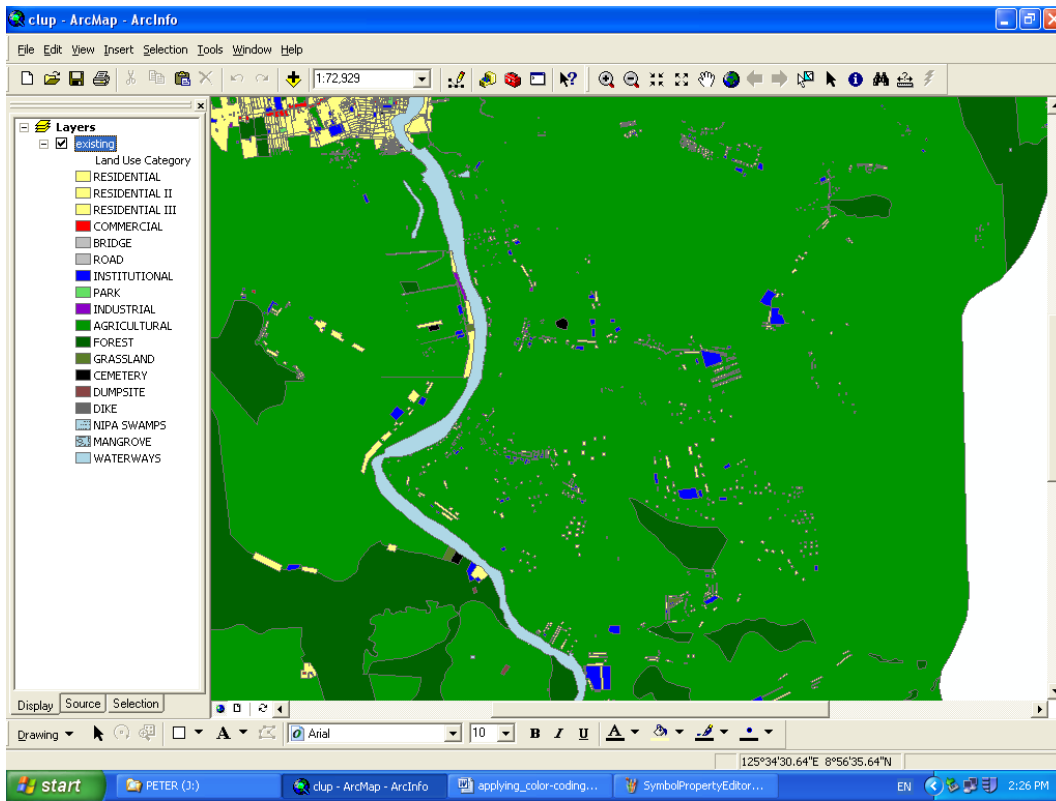 clup - ArcMap - ArcInfo
File Edit View Insert Selection Tools Window Help
1:72,929
Layers
existing
Land Use Category
RESIDENTIAL
RESIDENTIAL II
RESIDENTIAL III
COMMERCIAL
BRIDGE
ROAD
INSTITUTIONAL
PARK
INDUSTRIAL
AGRICULTURAL
FOREST
GRASSLAND
CEMETERY
DUMPSITE
DIKE
NIPA SWAMPS
MANGROVE
WATERWAYS
Display Source Selection
Drawing A Arial 10 B I U A
125°34'30.64"E 8°56'35.64"N
start PETER (J:) clup - ArcMap - ArcInfo applying_color-coding... SymbolPropertyEditor... EN 2:26 PM